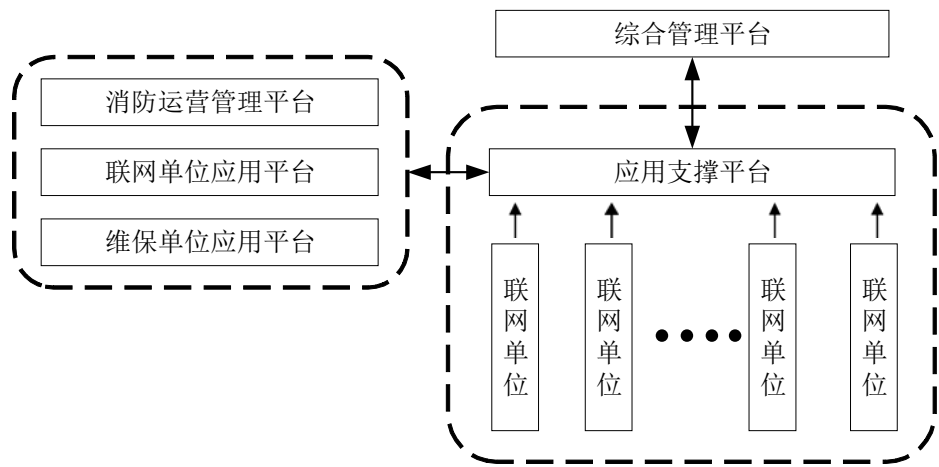 综合管理平台
消防运营管理平台
联网单位应用平台
维保单位应用平台
应用支撑平台
联网单位
联网单位
联网单位
联网单位